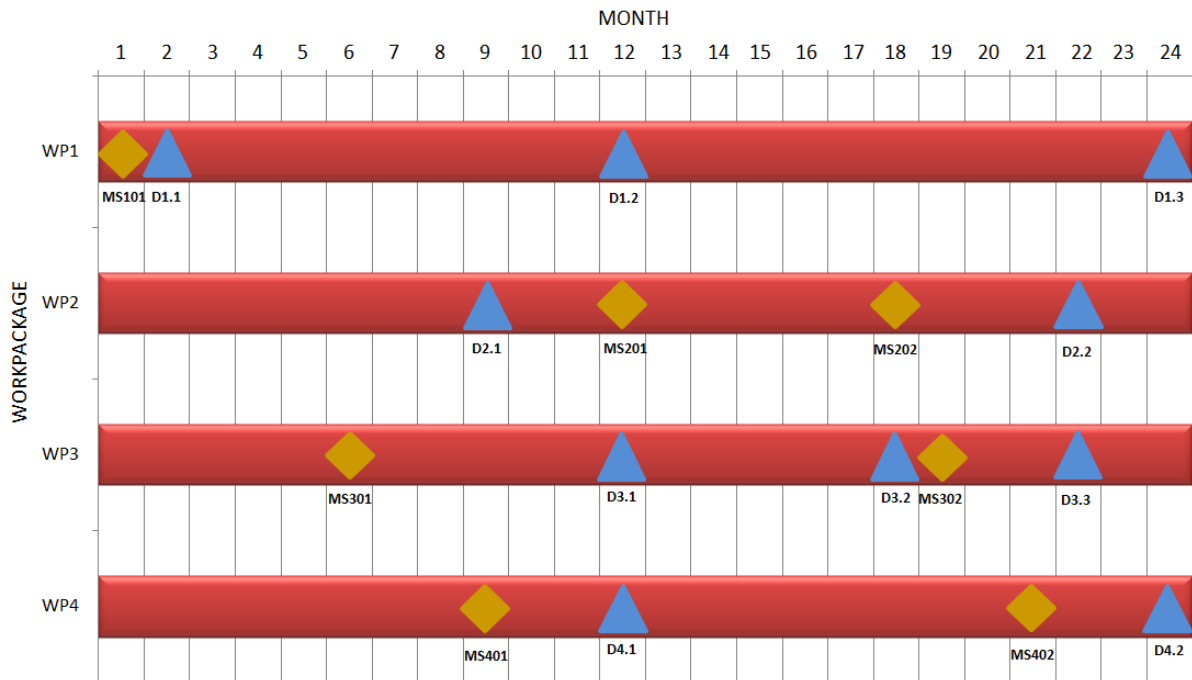 MONTH
1 2 3 4 5 6 7 8 9 10 11 12 13 14 15 16 17 18 19 20 21 22 23 24
WORKPACKAGE
WP1
MS101 D1.1 D1.2 D1.3
WP2
D2.1 MS201 MS202 D2.2
WP3
MS301 D3.1 D3.2 MS302 D3.3
WP4
MS401 D4.1 MS402 D4.2